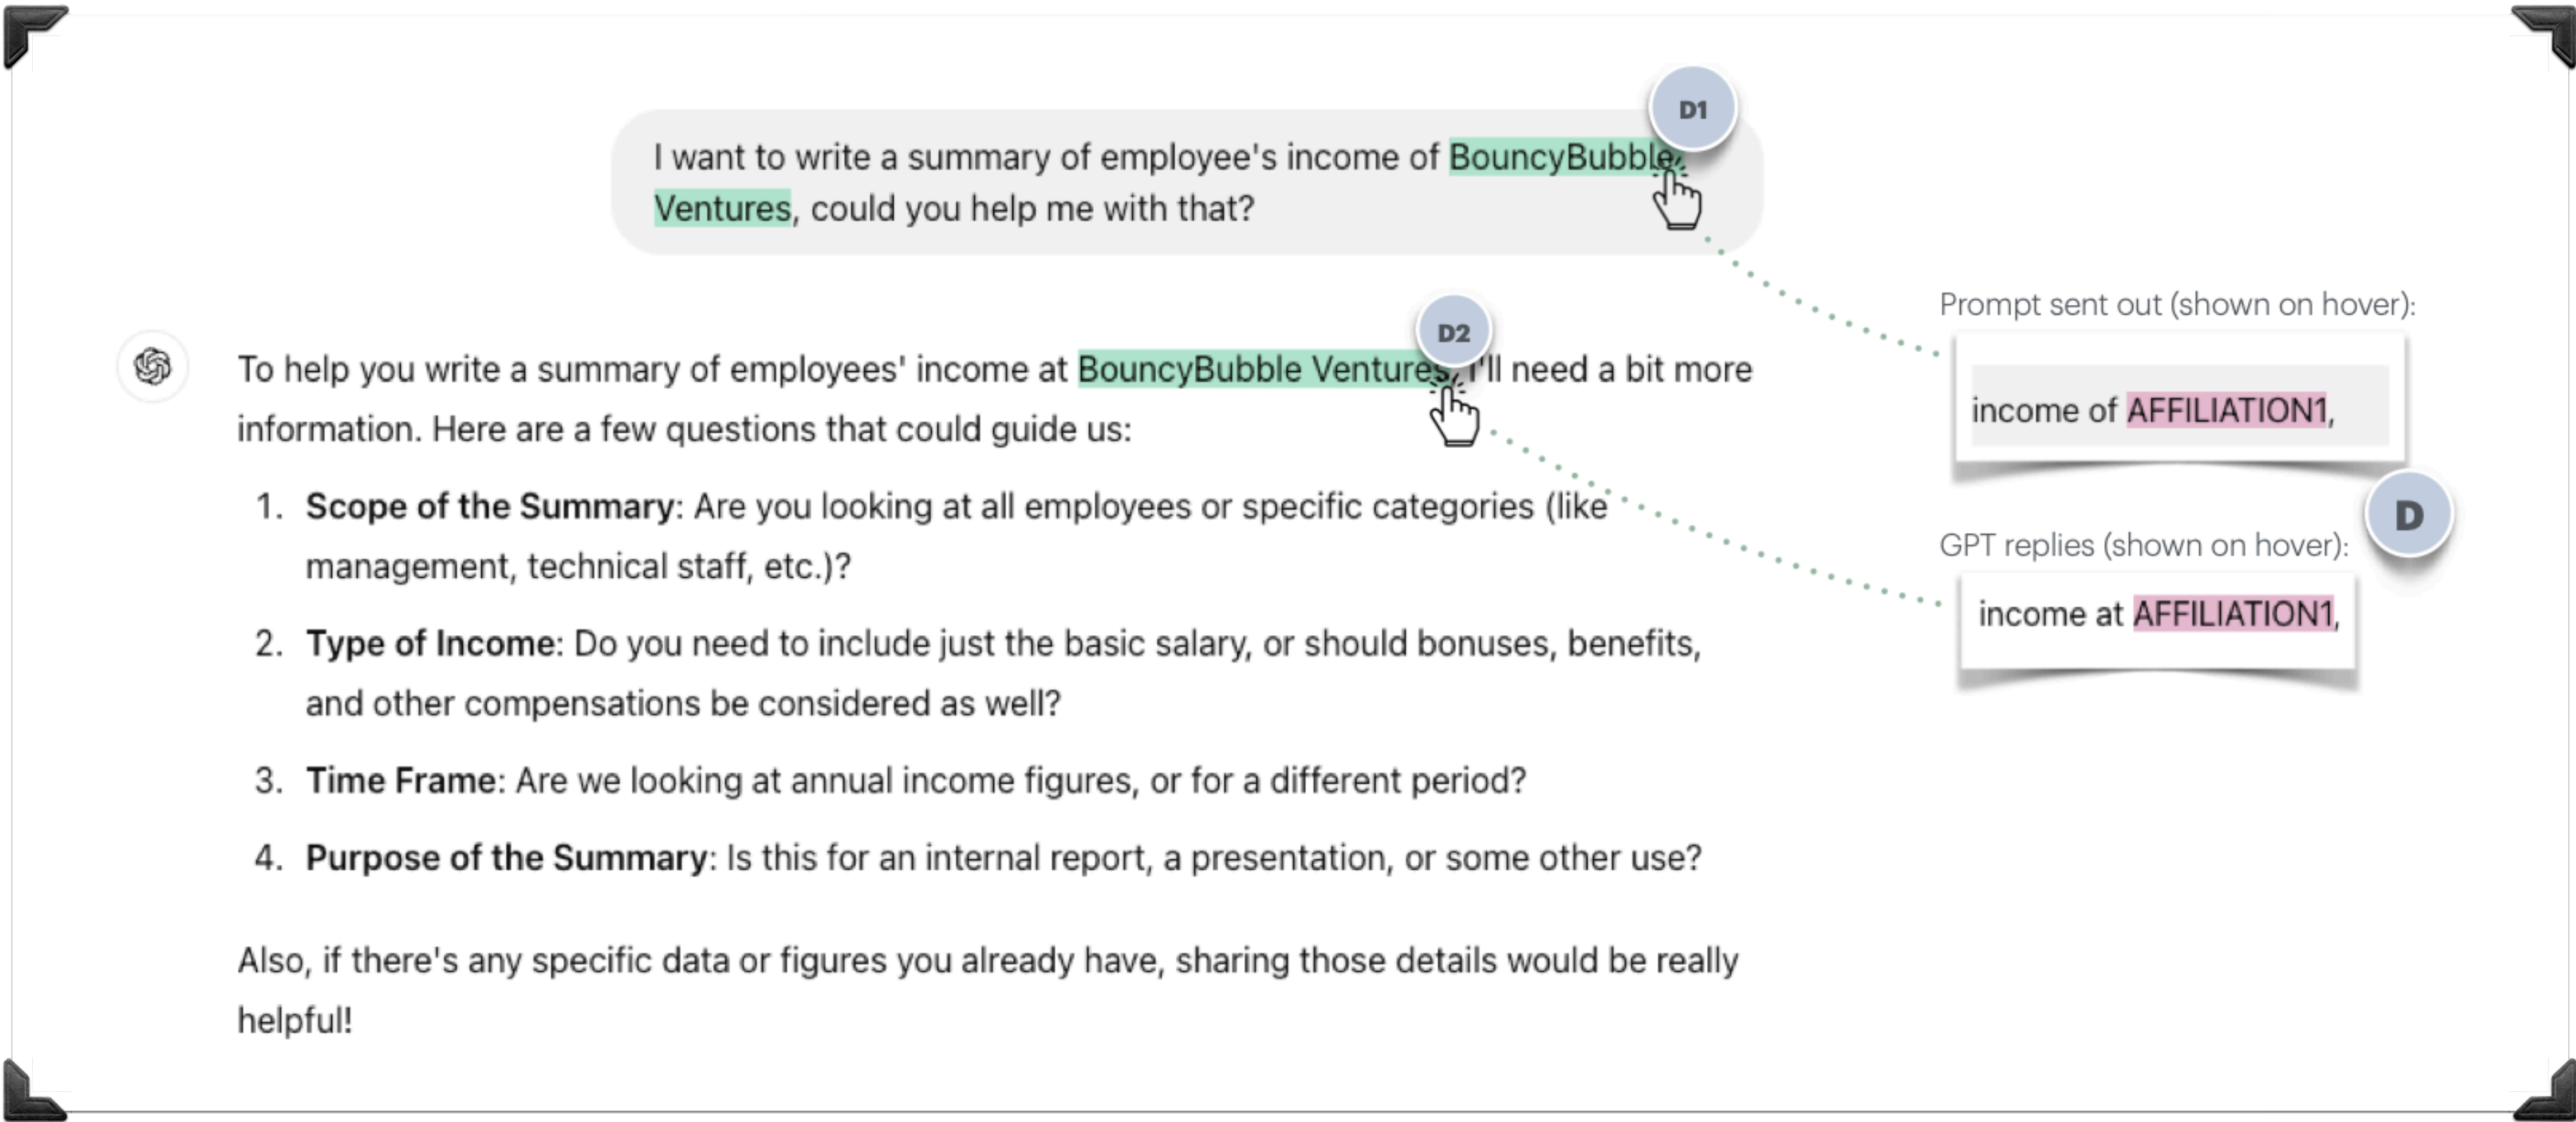 D1
I want to write a summary of employee's income of BouncyBubble
Ventures, could you help me with that?
D2
To help you write a summary of employees' income at BouncyBubble Ventures, I'll need a bit more
information. Here are a few questions that could guide us:
1. Scope of the Summary: Are you looking at all employees or specific categories (like
management, technical staff, etc.)?
2. Type of Income: Do you need to include just the basic salary, or should bonuses, benefits,
and other compensations be considered as well?
3. Time Frame: Are we looking at annual income figures, or for a different period?
4. Purpose of the Summary: Is this for an internal report, a presentation, or some other use?
Also, if there's any specific data or figures you already have, sharing those details would be really
helpful!
Prompt sent out (shown on hover):
income of AFFILIATION1,
D
GPT replies (shown on hover):
income at AFFILIATION1,